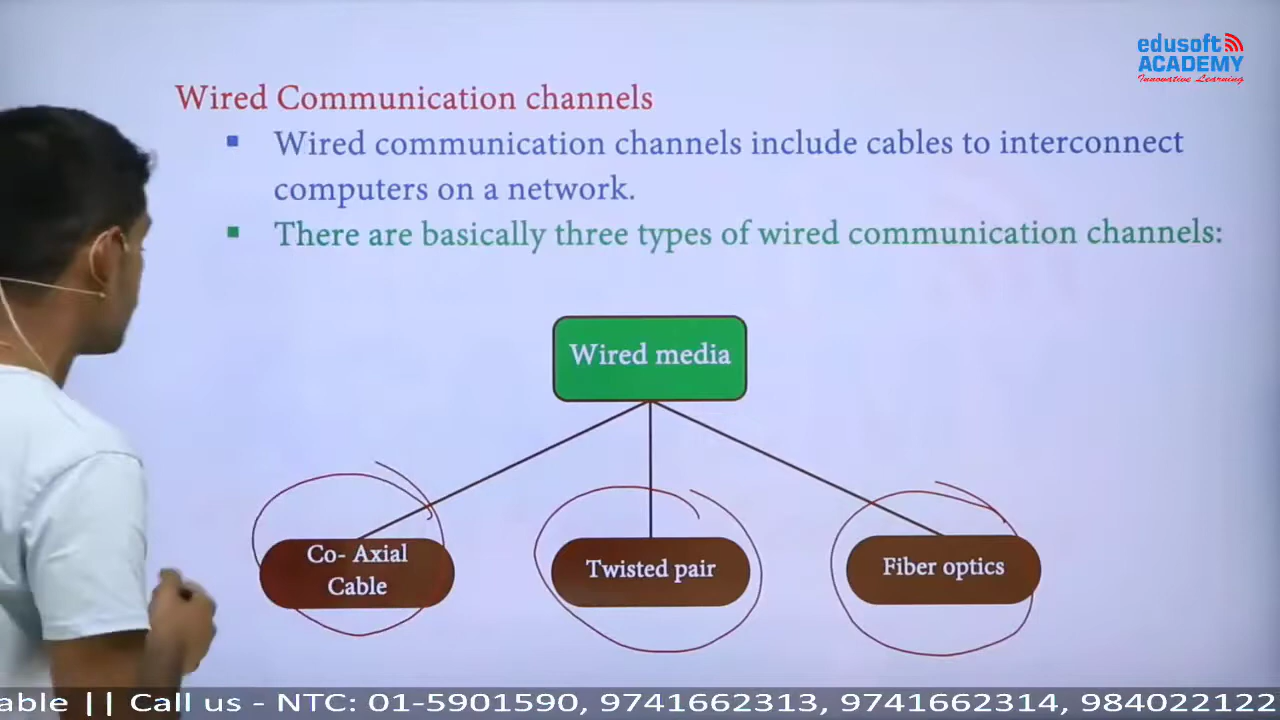 edusoft
ACADEMY
Innovative Learning
Wired Communication channels
Wired communication channels include cables to interconnect
computers on a network.
There are basically three types of wired communication channels:
Wired media
Co- Axial
Cable
Twisted pair
Fiber optics
able || Call us - NTC: 01-5901590, 9741662313, 9741662314, 984022122